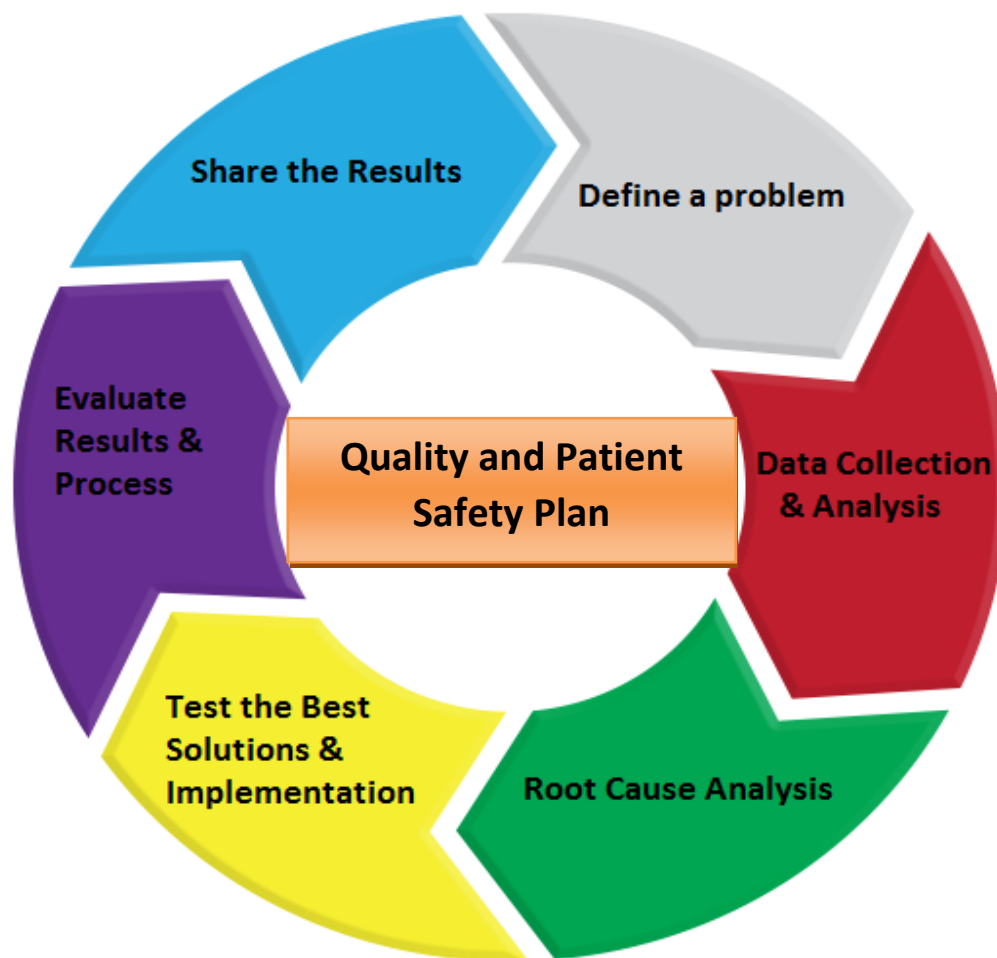 Share the Results
Define a problem
Evaluate
Results &
Process
Quality and Patient
Safety Plan
Data Collection
& Analysis
Test the Best
Solutions &
Implementation
Root Cause Analysis